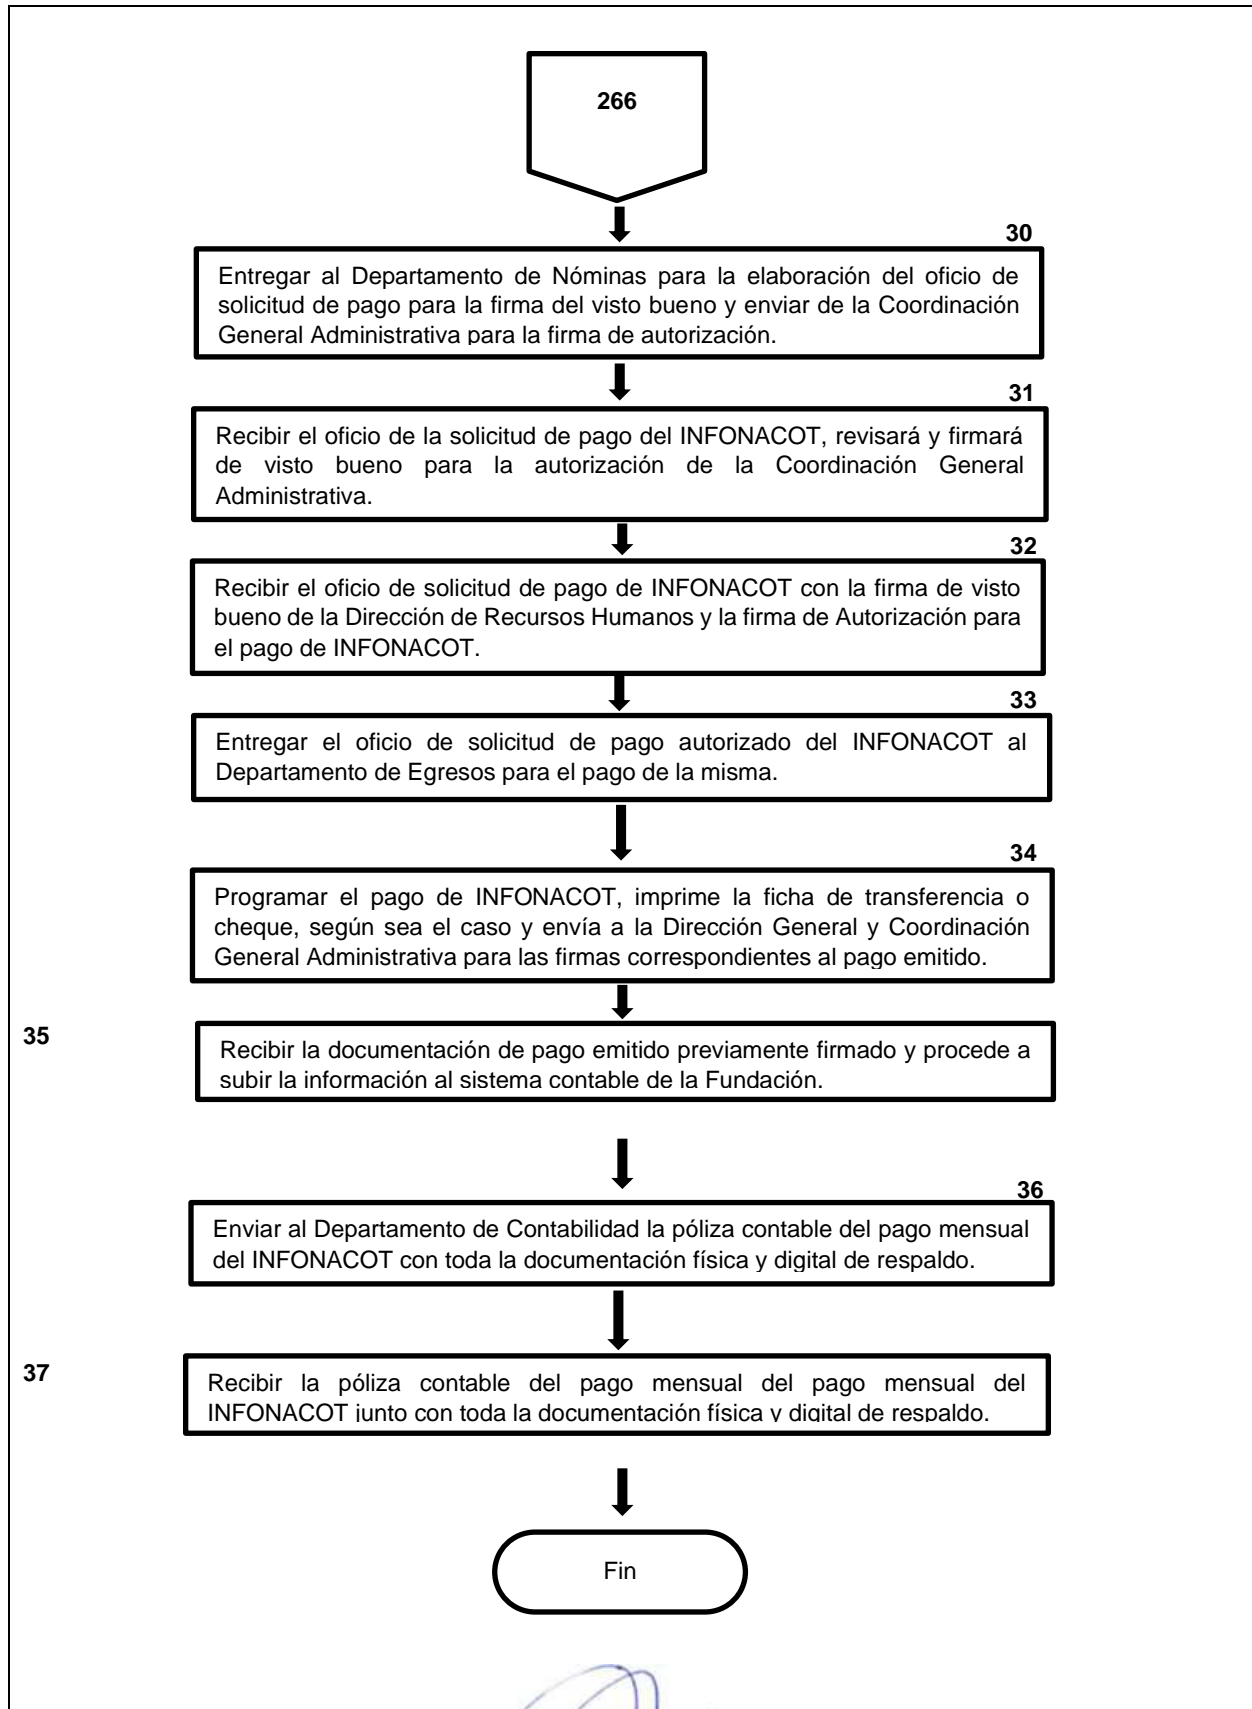 266
30
Entregar al Departamento de Nóminas para la elaboración del oficio de
solicitud de pago para la firma del visto bueno y enviar de la Coordinación
General Administrativa para la firma de autorización.
31
Recibir el oficio de la solicitud de pago del INFONACOT, revisará y firmará
de visto bueno para la autorización de la Coordinación General
Administrativa.
32
Recibir el oficio de solicitud de pago de INFONACOT con la firma de visto
bueno de la Dirección de Recursos Humanos y la firma de Autorización para
el pago de INFONACOT.
33
Entregar el oficio de solicitud de pago autorizado del INFONACOT al
Departamento de Egresos para el pago de la misma.
34
Programar el pago de INFONACOT, imprime la ficha de transferencia o
cheque, según sea el caso y envía a la Dirección General y Coordinación
General Administrativa para las firmas correspondientes al pago emitido.
35
Recibir la documentación de pago emitido previamente firmado y procede a
subir la información al sistema contable de la Fundación.
36
Enviar al Departamento de Contabilidad la póliza contable del pago mensual
del INFONACOT con toda la documentación física y digital de respaldo.
37
Recibir la póliza contable del pago mensual del pago mensual del
INFONACOT junto con toda la documentación física y digital de respaldo.
Fin